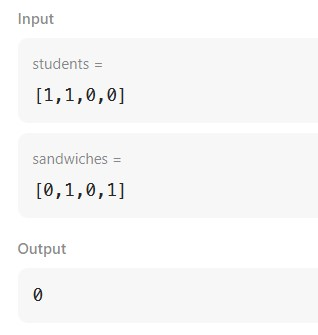 Input
students =
[1,1,0,0]
sandwiches =
[0,1,0,1]
Output
0